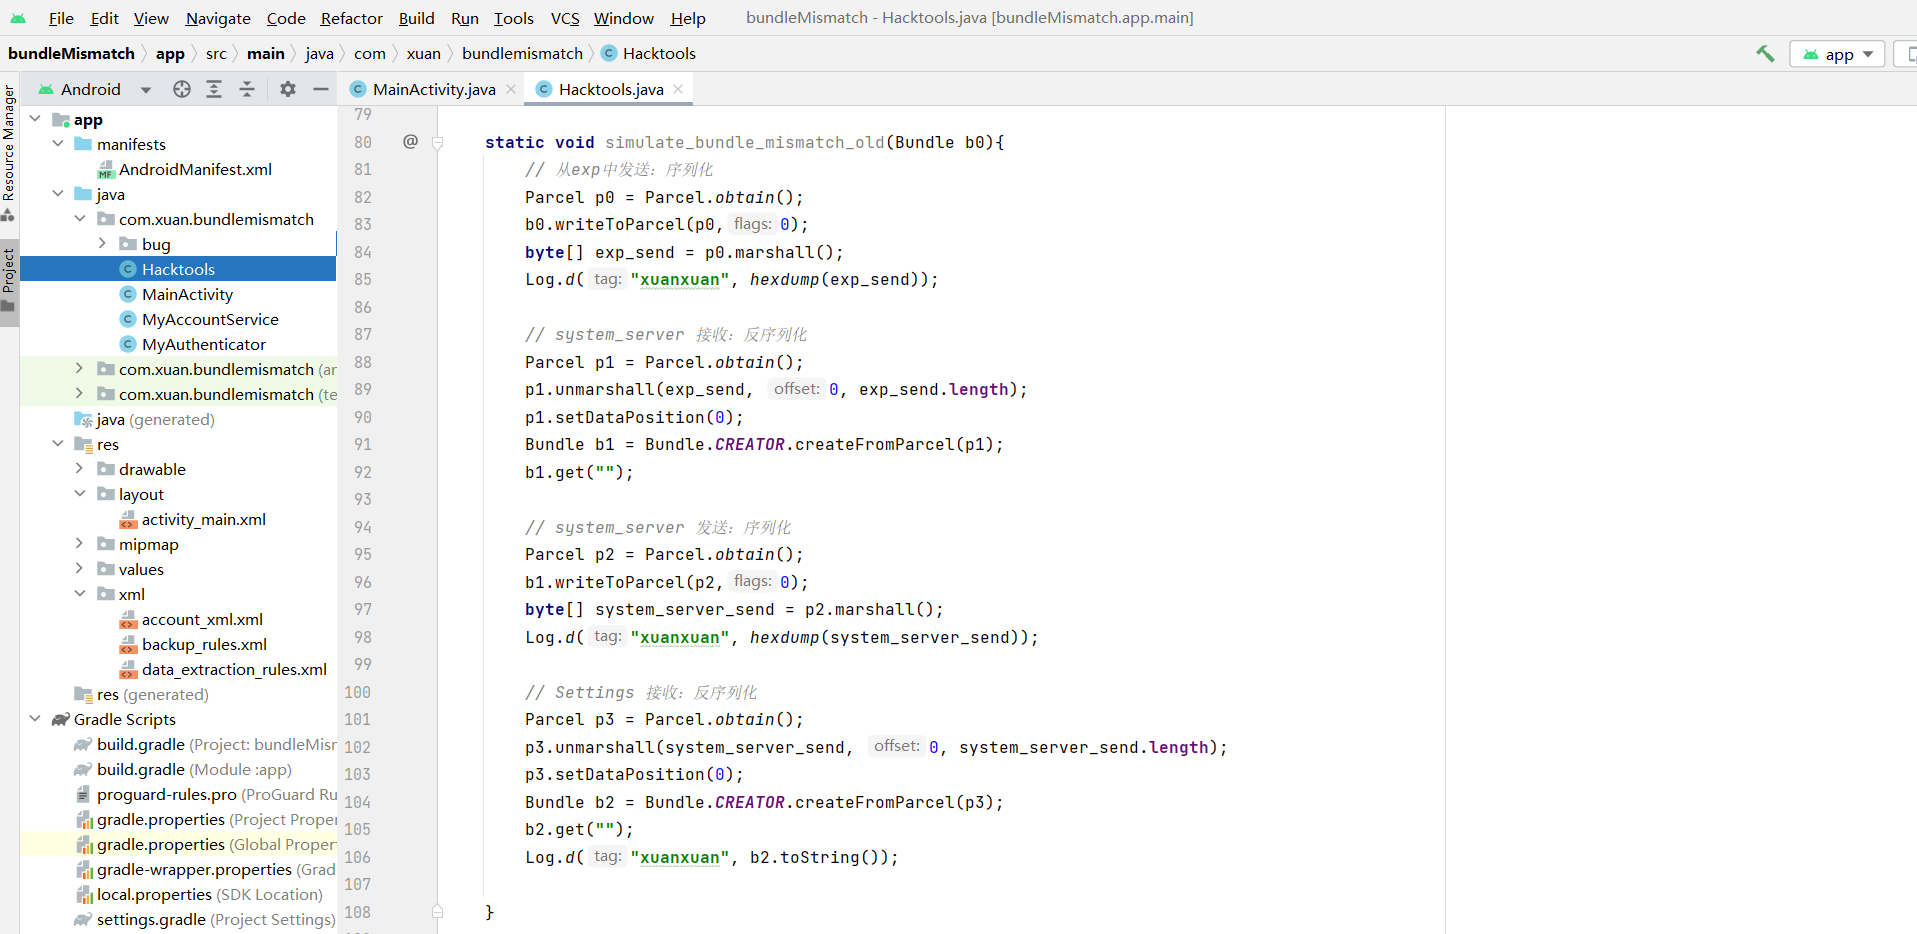 File Edit View Navigate Code Refactor Build Run Tools VCS Window Help bundleMismatch - Hacktools.java [bundleMismatch.app.main]
bundleMismatch app src main java com xuan bundlemismatch Hacktools app
Android MainActivity.java Hacktools.java
Resource Manager
Project
app
manifests
AndroidManifest.xml
java
com.xuan.bundlemismatch
bug
Hacktools
MainActivity
MyAccountService
MyAuthenticator
com.xuan.bundlemismatch (ar
com.xuan.bundlemismatch (te
java (generated)
res
drawable
layout
activity_main.xml
mipmap
values
xml
account_xml.xml
backup_rules.xml
data_extraction_rules.xml
res (generated)
Gradle Scripts
build.gradle (Project: bundleMisr
build.gradle (Module :app)
proguard-rules.pro (ProGuard Ru
gradle.properties (Project Proper
gradle.properties (Global Propert
gradle-wrapper.properties (Grad
local.properties (SDK Location)
settings.gradle (Project Settings)
79
80 @ static void simulate_bundle_mismatch_old(Bundle b0){
81 // 从exp中发送：序列化
82 Parcel p0 = Parcel.obtain();
83 b0.writeToParcel(p0, flags: 0);
84 byte[] exp_send = p0.marshall();
85 Log.d( tag: "xuanxuan", hexdump(exp_send));
86
87 // system_server 接收：反序列化
88 Parcel p1 = Parcel.obtain();
89 p1.unmarshall(exp_send, offset: 0, exp_send.length);
90 p1.setDataPosition(0);
91 Bundle b1 = Bundle.CREATOR.createFromParcel(p1);
92 b1.get("");
93
94 // system_server 发送：序列化
95 Parcel p2 = Parcel.obtain();
96 b1.writeToParcel(p2, flags: 0);
97 byte[] system_server_send = p2.marshall();
98 Log.d( tag: "xuanxuan", hexdump(system_server_send));
99
100 // Settings 接收：反序列化
101 Parcel p3 = Parcel.obtain();
102 p3.unmarshall(system_server_send, offset: 0, system_server_send.length);
103 p3.setDataPosition(0);
104 Bundle b2 = Bundle.CREATOR.createFromParcel(p3);
105 b2.get("");
106 Log.d( tag: "xuanxuan", b2.toString());
107
108 }